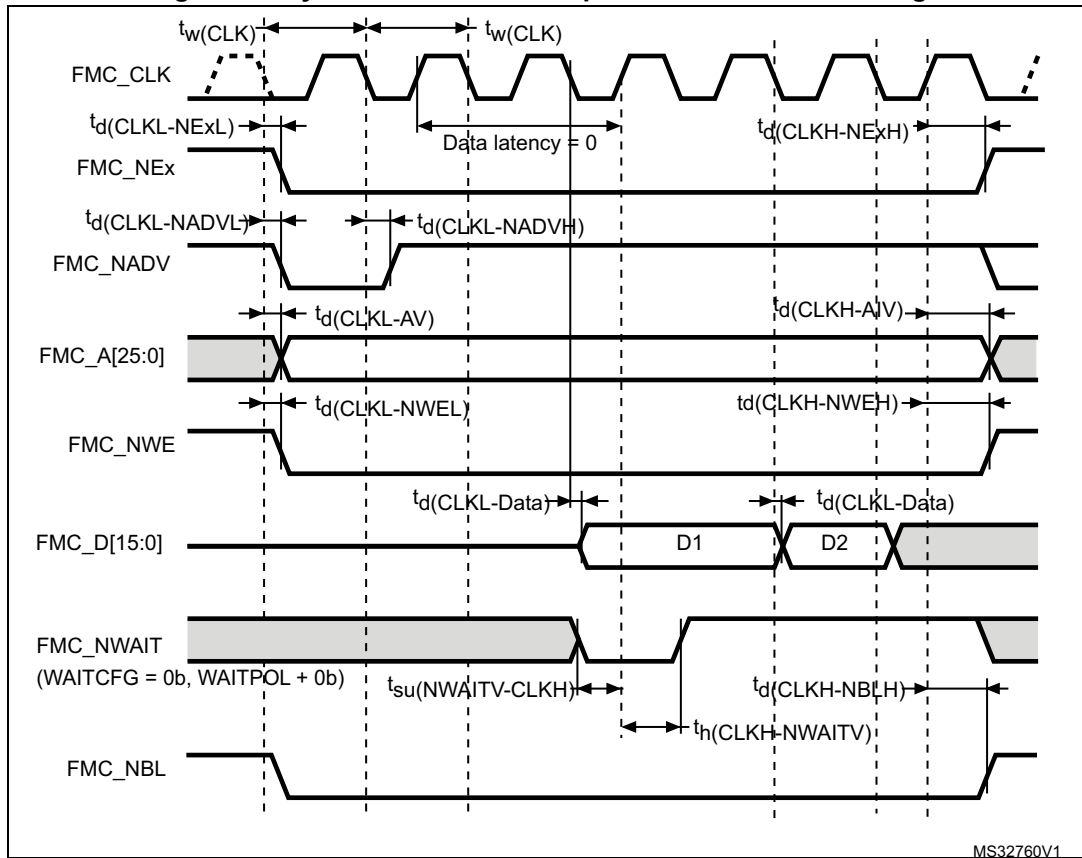 tw(CLK) tw(CLK)
FMC_CLK
td(CLKL-NExL) Data latency = 0 td(CLKH-NExH)
FMC_NEx
td(CLKL-NADVL) td(CLKL-NADVH)
FMC_NADV
td(CLKL-AV) td(CLKH-AIV)
FMC_A[25:0]
td(CLKL-NWEL) td(CLKH-NWEH)
FMC_NWE
td(CLKL-Data) td(CLKL-Data)
FMC_D[15:0] D1 D2
FMC_NWAIT
(WAITCFG = 0b, WAITPOL + 0b)
tsu(NWAITV-CLKH) td(CLKH-NBLH)
th(CLKH-NWAITV)
FMC_NBL
MS32760V1